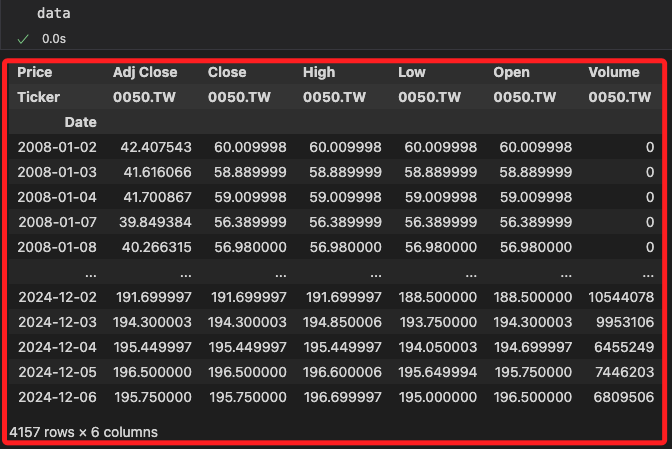 data
✓ 0.0s
Price Adj Close Close High Low Open Volume
Ticker 0050.TW 0050.TW 0050.TW 0050.TW 0050.TW 0050.TW
Date
2008-01-02 42.407543 60.009998 60.009998 60.009998 60.009998 0
2008-01-03 41.616066 58.889999 58.889999 58.889999 58.889999 0
2008-01-04 41.700867 59.009998 59.009998 59.009998 59.009998 0
2008-01-07 39.849384 56.389999 56.389999 56.389999 56.389999 0
2008-01-08 40.266315 56.980000 56.980000 56.980000 56.980000 0
... ... ... ... ... ... ...
2024-12-02 191.699997 191.699997 191.699997 188.500000 188.500000 10544078
2024-12-03 194.300003 194.300003 194.850006 193.750000 194.300003 9953106
2024-12-04 195.449997 195.449997 195.449997 194.050003 194.699997 6455249
2024-12-05 196.500000 196.500000 196.600006 195.649994 195.750000 7446203
2024-12-06 195.750000 195.750000 196.699997 195.000000 196.500000 6809506
4157 rows × 6 columns